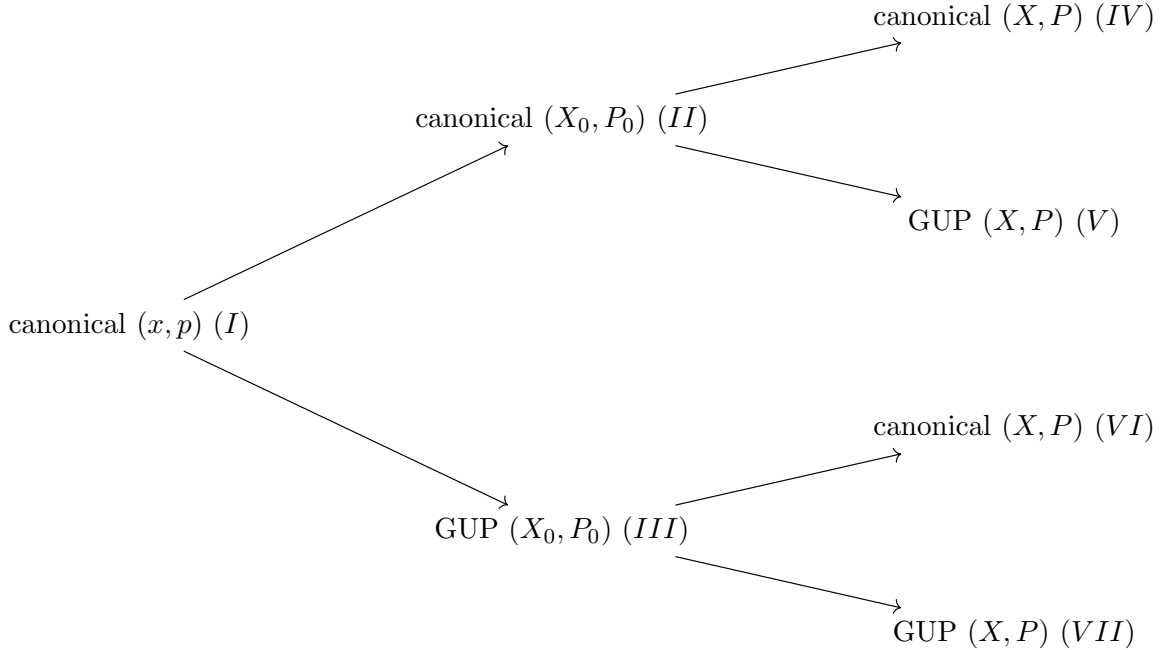 canonical (X, P) (IV)
canonical (X₀, P₀) (II)
GUP (X, P) (V)
canonical (x, p) (I)
canonical (X, P) (VI)
GUP (X₀, P₀) (III)
GUP (X, P) (VII)